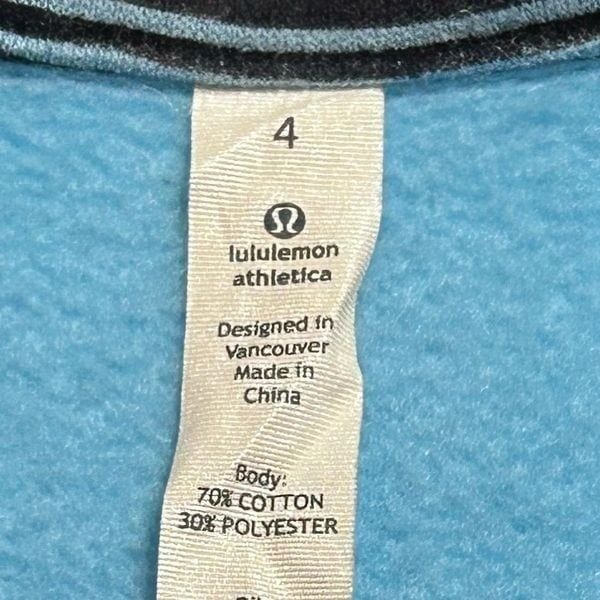 4
lululemon
athletica
Designed in
Vancouver
Made in
China
Body:
70% COTTON
30% POLYESTER